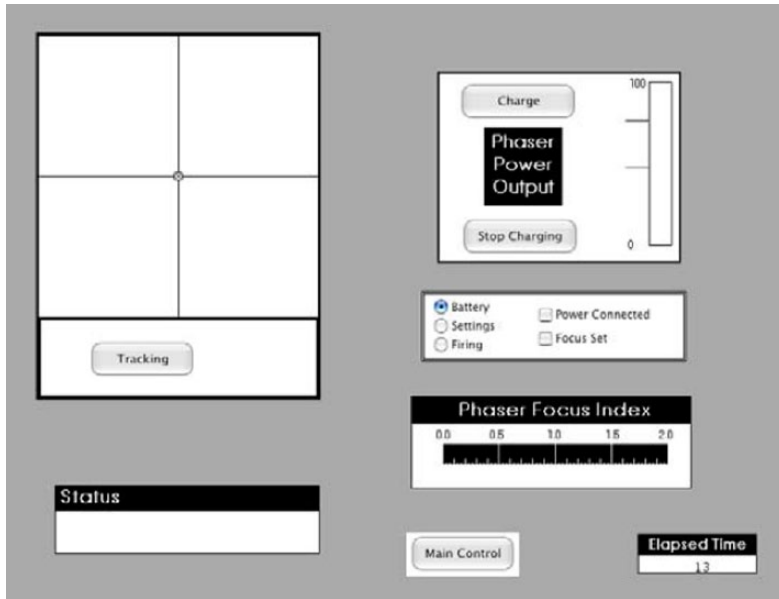 Tracking
Status
Charge
Phaser
Power
Output
Stop Charging
100
0
Battery
Settings
Firing
Power Connected
Focus Set
Phaser Focus Index
0.0 0.5 1.0 1.5 2.0
Main Control
Elapsed Time
13